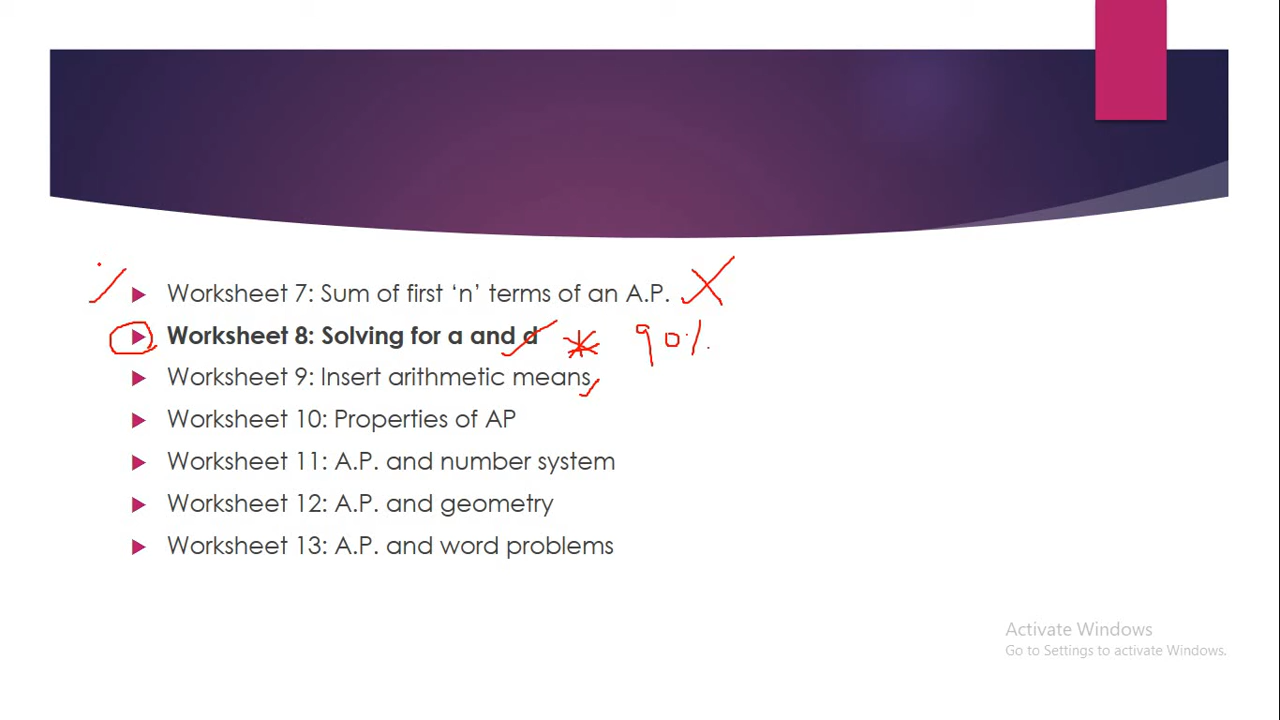 Worksheet 7: Sum of first ‘n’ terms of an A.P.
Worksheet 8: Solving for a and d * 90%
Worksheet 9: Insert arithmetic means
Worksheet 10: Properties of AP
Worksheet 11: A.P. and number system
Worksheet 12: A.P. and geometry
Worksheet 13: A.P. and word problems
Activate Windows
Go to Settings to activate Windows.